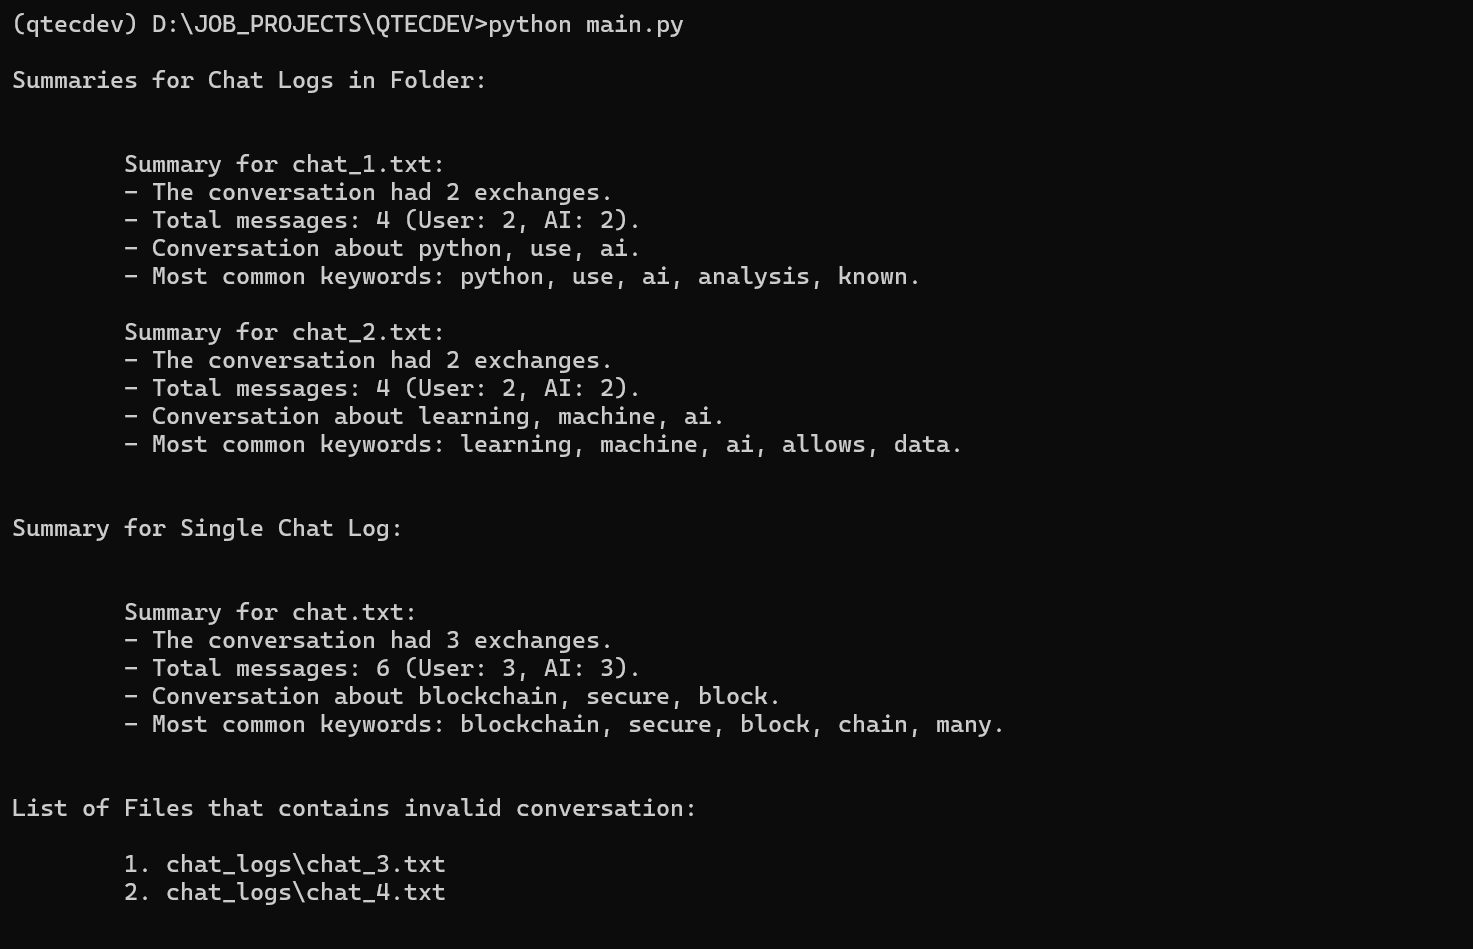 (qtecdev) D:\JOB_PROJECTS\QTECDEV>python main.py
Summaries for Chat Logs in Folder:
Summary for chat_1.txt:
- The conversation had 2 exchanges.
- Total messages: 4 (User: 2, AI: 2).
- Conversation about python, use, ai.
- Most common keywords: python, use, ai, analysis, known.
Summary for chat_2.txt:
- The conversation had 2 exchanges.
- Total messages: 4 (User: 2, AI: 2).
- Conversation about learning, machine, ai.
- Most common keywords: learning, machine, ai, allows, data.
Summary for Single Chat Log:
Summary for chat.txt:
- The conversation had 3 exchanges.
- Total messages: 6 (User: 3, AI: 3).
- Conversation about blockchain, secure, block.
- Most common keywords: blockchain, secure, block, chain, many.
List of Files that contains invalid conversation:
1. chat_logs\chat_3.txt
2. chat_logs\chat_4.txt